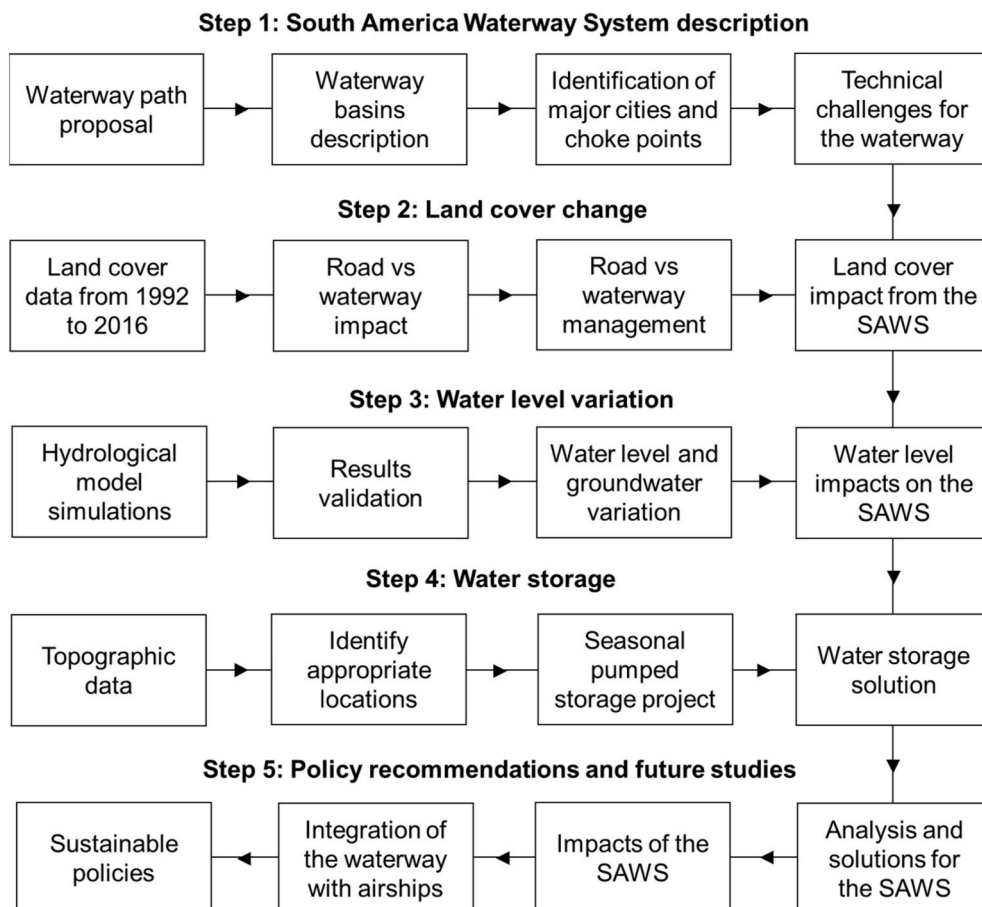 Step 1: South America Waterway System description
Waterway path
proposal
Waterway
basins
description
Identification of
major cities and
choke points
Technical
challenges for
the waterway
Step 2: Land cover change
Land cover
data from 1992
to 2016
Road vs
waterway
impact
Road vs
waterway
management
Land cover
impact from the
SAWS
Step 3: Water level variation
Hydrological
model
simulations
Results
validation
Water level and
groundwater
variation
Water level
impacts on the
SAWS
Step 4: Water storage
Topographic
data
Identify
appropriate
locations
Seasonal
pumped
storage project
Water storage
solution
Step 5: Policy recommendations and future studies
Sustainable
policies
Integration of
the waterway
with airships
Impacts of the
SAWS
Analysis and
solutions for
the SAWS